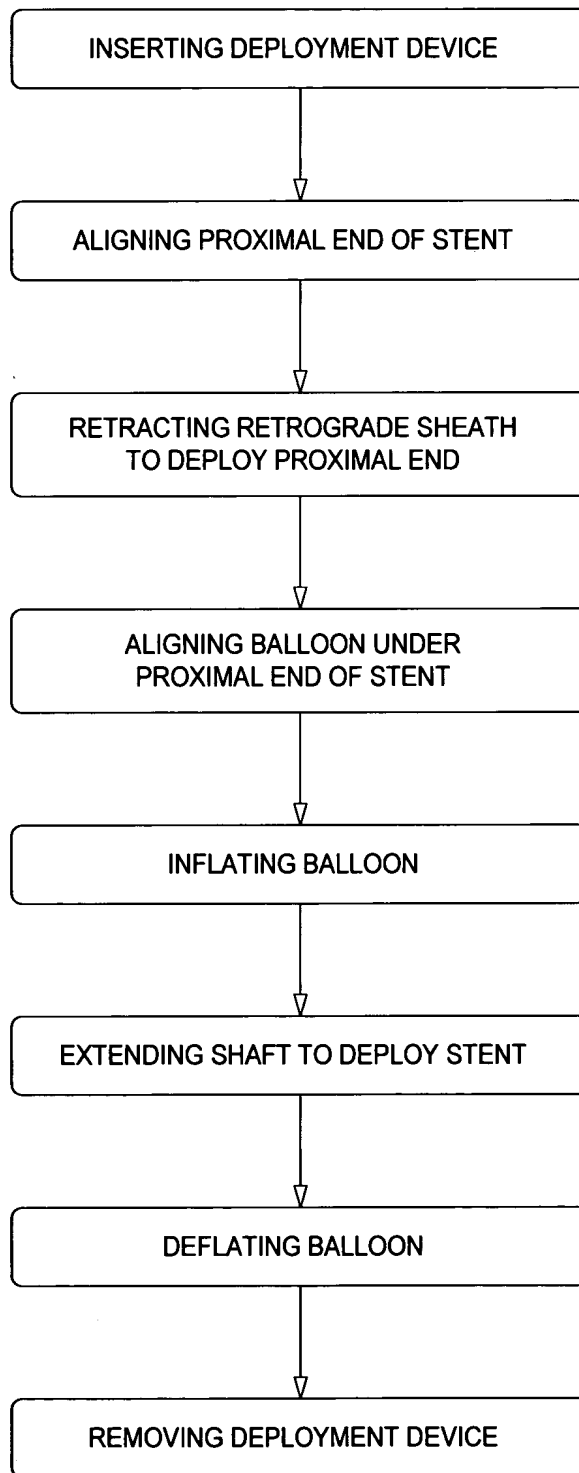 INSERTING DEPLOYMENT DEVICE
ALIGNING PROXIMAL END OF STENT
RETRACTING RETROGRADE SHEATH
TO DEPLOY PROXIMAL END
ALIGNING BALLOON UNDER
PROXIMAL END OF STENT
INFLATING BALLOON
EXTENDING SHAFT TO DEPLOY STENT
DEFLATING BALLOON
REMOVING DEPLOYMENT DEVICE